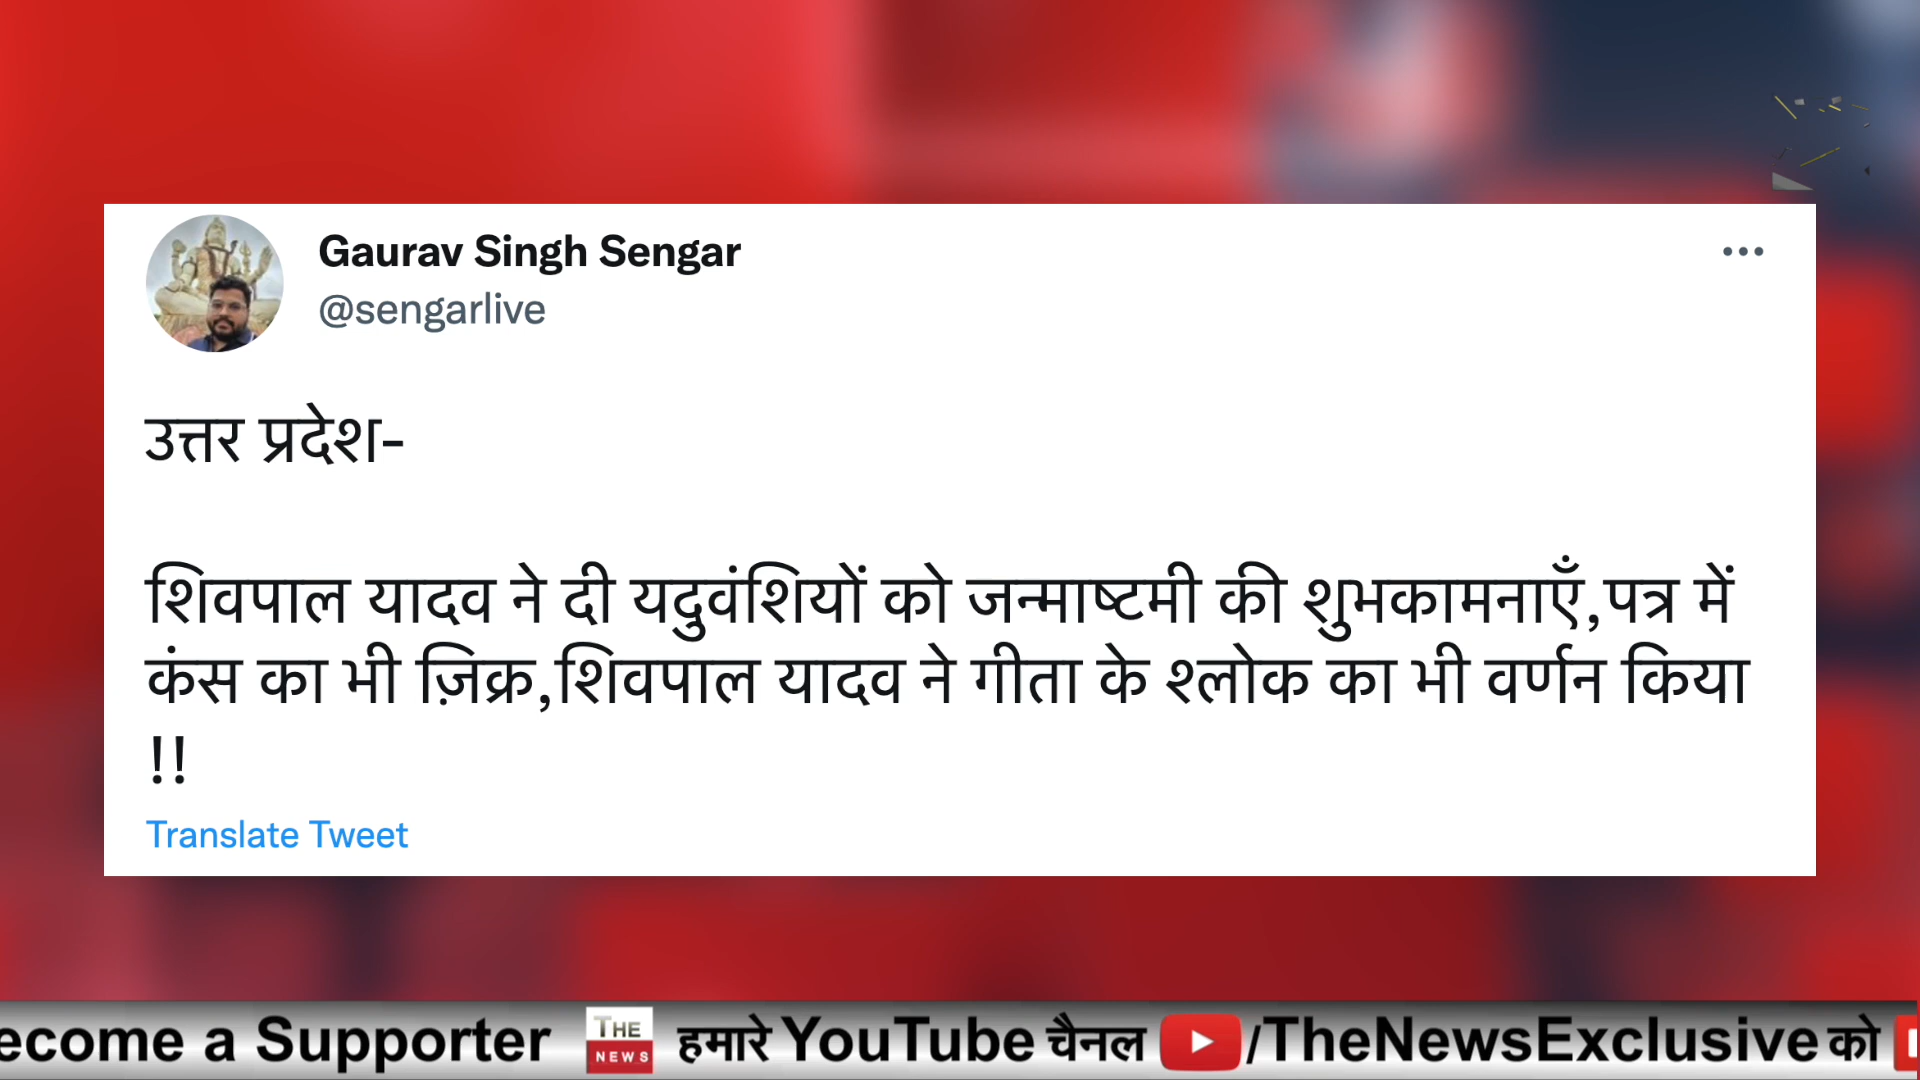 Gaurav Singh Sengar
@sengarlive
उत्तर प्रदेश-
शिवपाल यादव ने दी यदुवंशियों को जन्माष्टमी की शुभकामनाएँ,पत्र में
कंस का भी ज़िक्र,शिवपाल यादव ने गीता के श्लोक का भी वर्णन किया
!!
Translate Tweet
ecome a Supporter THE NEWS हमारे YouTube चैनल /TheNewsExclusive को